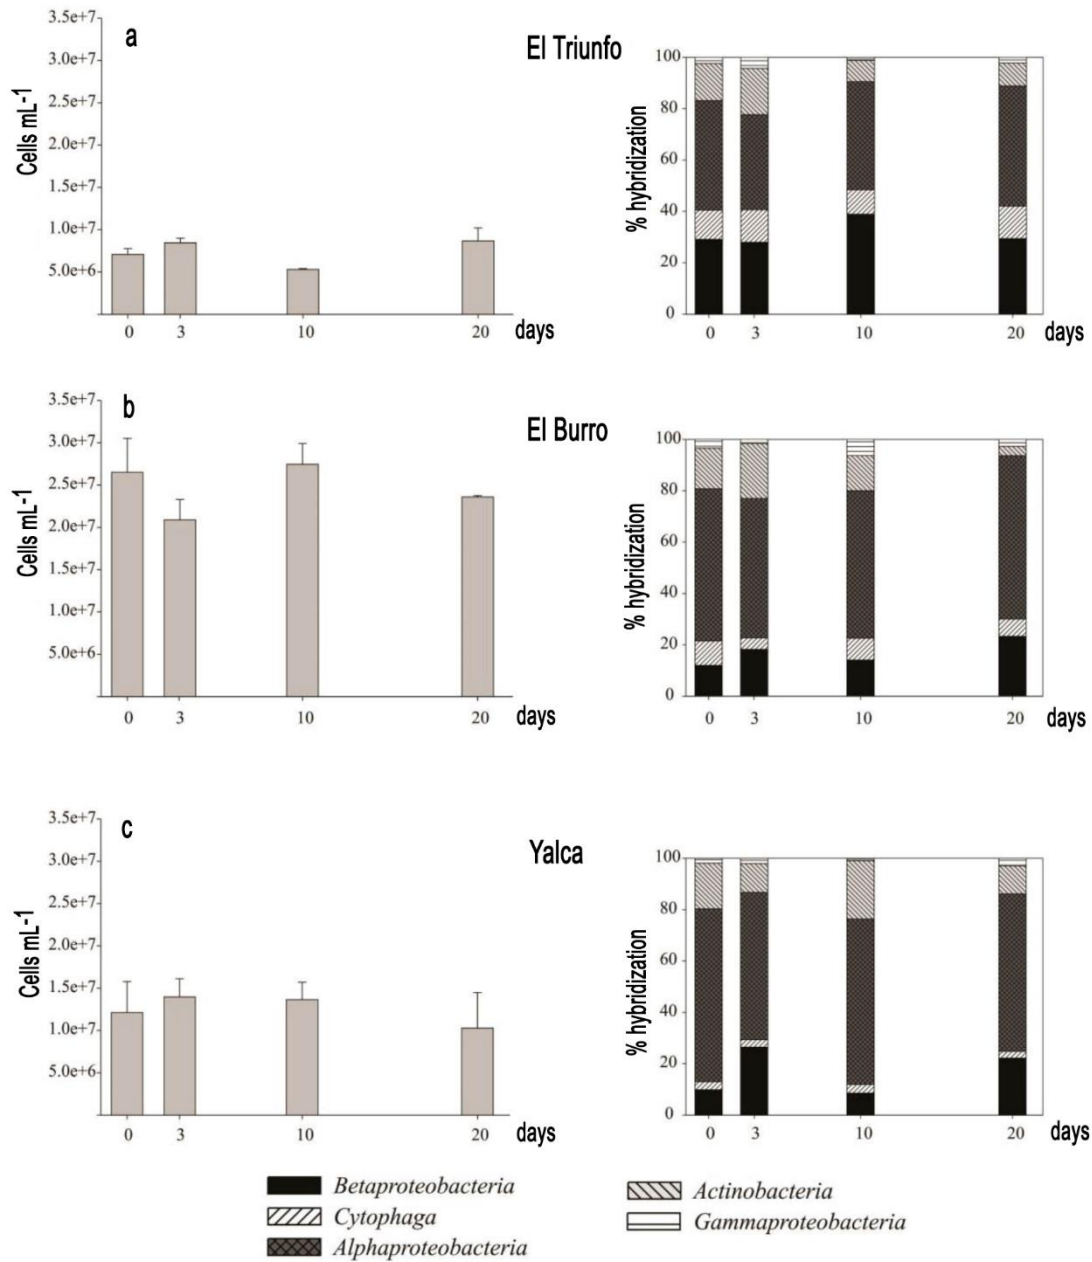 a
El Triunfo
Cells mL-1
3.5e+7
3.0e+7
2.5e+7
2.0e+7
1.5e+7
1.0e+7
5.0e+6
0 3 10 20 days
% hybridization
100
80
60
40
20
0
0 3 10 20 days
b
El Burro
Cells mL-1
3.5e+7
3.0e+7
2.5e+7
2.0e+7
1.5e+7
1.0e+7
5.0e+6
0 3 10 20 days
% hybridization
100
80
60
40
20
0
0 3 10 20 days
c
Yalca
Cells mL-1
3.5e+7
3.0e+7
2.5e+7
2.0e+7
1.5e+7
1.0e+7
5.0e+6
0 3 10 20 days
% hybridization
100
80
60
40
20
0
0 3 10 20 days
Betaproteobacteria
Cytophaga
Alphaproteobacteria
Actinobacteria
Gammaproteobacteria